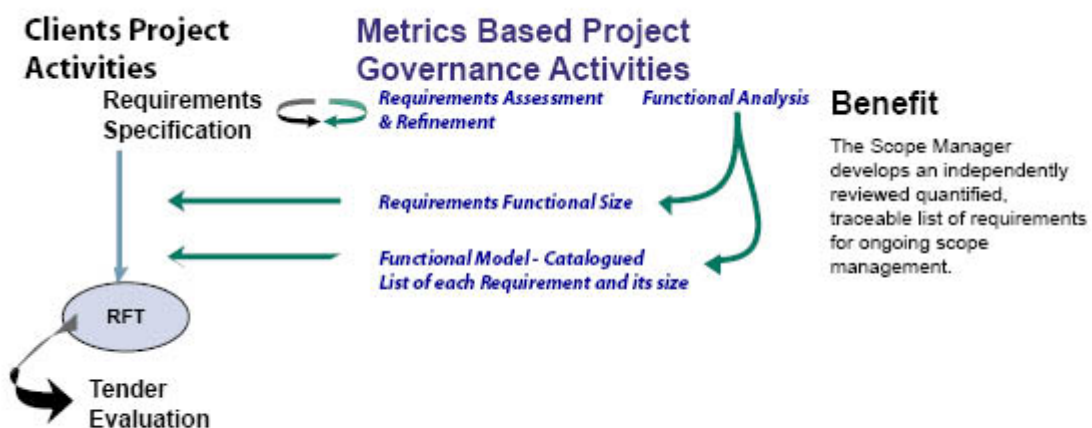 Clients Project
Activities
Metrics Based Project
Governance Activities
Requirements
Specification
Requirements Assessment
& Refinement
Functional Analysis
Benefit
The Scope Manager
develops an independently
reviewed quantified,
traceable list of requirements
for ongoing scope
management.
Requirements Functional Size
Functional Model - Catalogued
List of each Requirement and its size
RFT
Tender
Evaluation